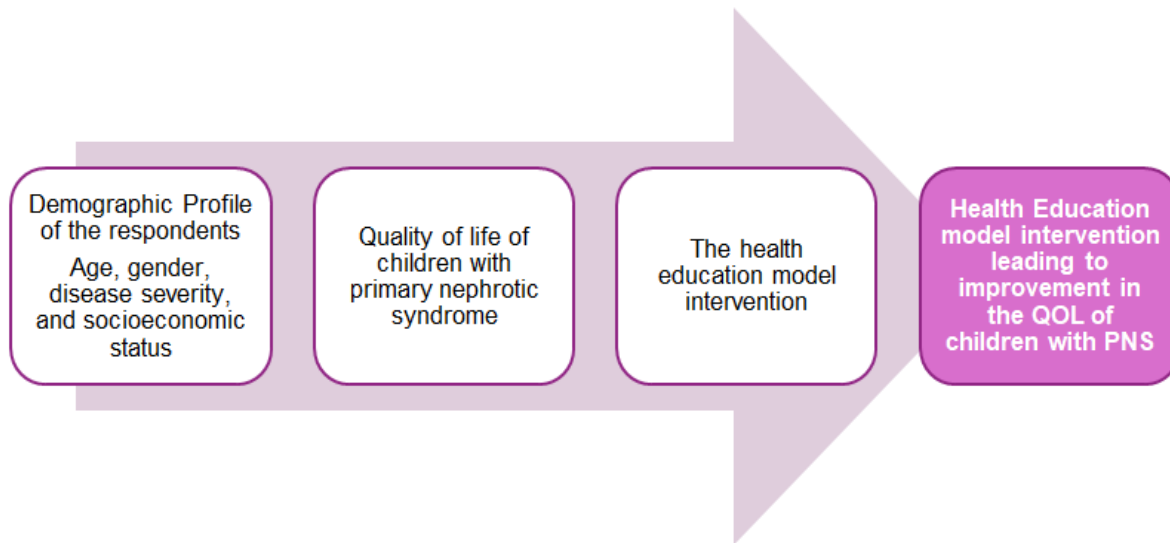 Demographic Profile
of the respondents
Age, gender,
disease severity,
and socioeconomic
status
Quality of life of
children with
primary nephrotic
syndrome
The health
education model
intervention
Health Education
model intervention
leading to
improvement in
the QOL of
children with PNS